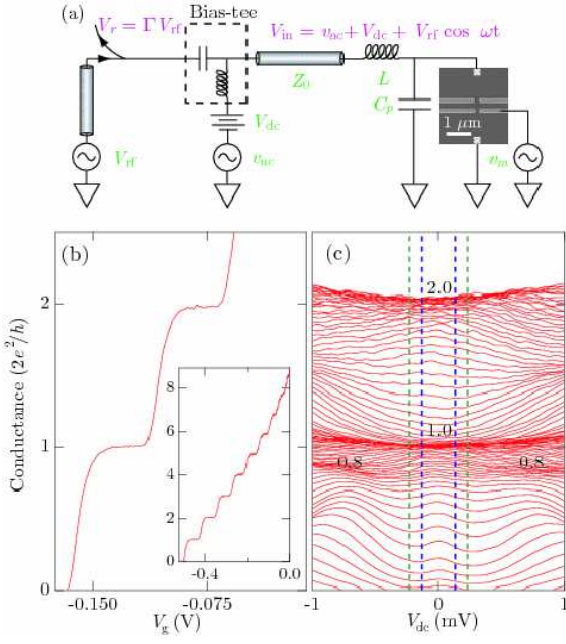 (a)
Bias-tee
V_r = Γ V_rf
V_in = v_ac + V_dc + V_rf cos ωt
Z_0
L
C_p
1 μm
V_dc
V_rf
v_ac
v_m
(b)
(c)
Conductance (2e²/h)
2
1
0
8
6
4
2
0
-0.4
0.0
-0.150
-0.075
V_g (V)
2.0
1.0
0.8
0.8
-1
0
1
V_dc (mV)